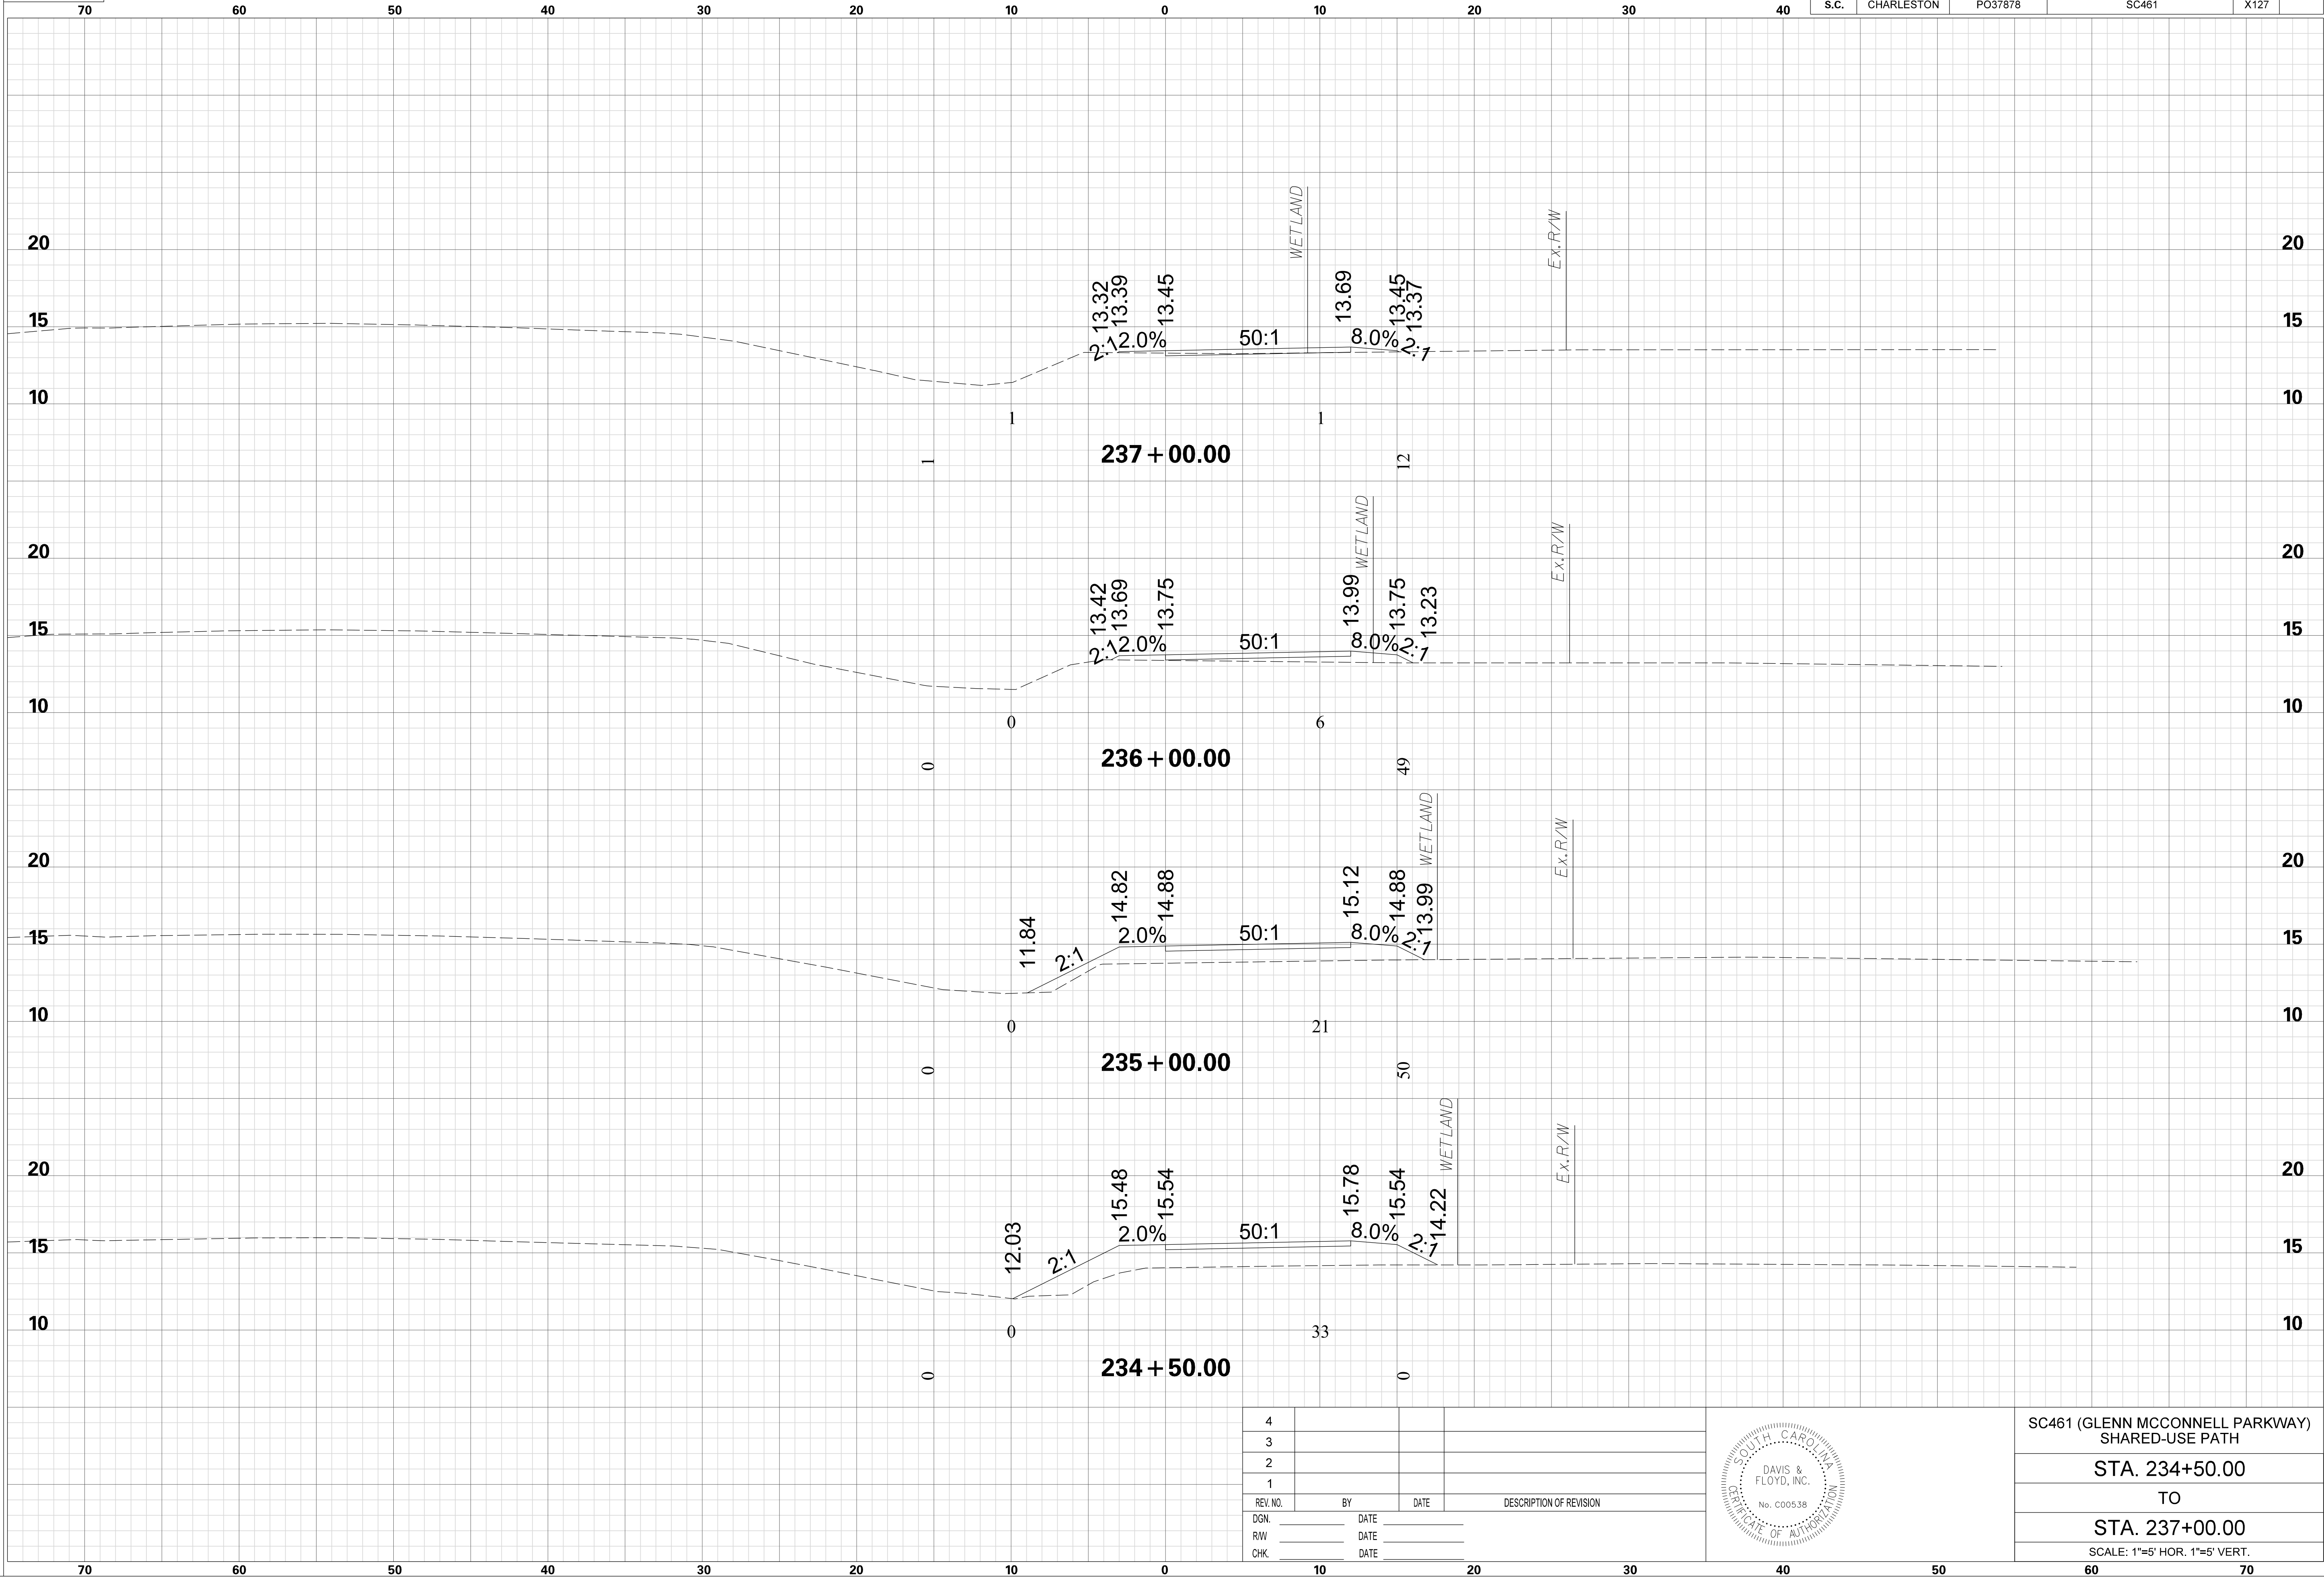 70 60 50 40 30 20 10 0 10 20 30 40
S.C. CHARLESTON PO37878 SC461 X127
WETLAND
Ex.R/W
20 20
13.32 13.39 13.45 13.69 13.45 13.37
15 15
2:1 2.0% 50:1 8.0% 2:1
10 10
1 1
237+00.00
1 12
WETLAND
Ex.R/W
20 20
13.42 13.69 13.75 13.99 13.75 13.23
15 15
2:1 2.0% 50:1 8.0% 2:1
10 10
0 6
236+00.00
0 49
WETLAND
Ex.R/W
20 20
11.84 14.82 14.88 15.12 14.88 13.99
15 15
2:1 2.0% 50:1 8.0% 2:1
10 10
0 21
235+00.00
0 50
WETLAND
Ex.R/W
20 20
12.03 15.48 15.54 15.78 15.54 14.22
15 15
2:1 2.0% 50:1 8.0% 2:1
10 10
0 33
234+50.00
0 0
4
3
2
1
REV. NO. BY DATE DESCRIPTION OF REVISION
DGN. DATE
R/W DATE
CHK. DATE
SOUTH CAROLINA
DAVIS &
FLOYD, INC.
No. C00538
CERTIFICATE OF AUTHORIZATION
SC461 (GLENN MCCONNELL PARKWAY)
SHARED-USE PATH
STA. 234+50.00
TO
STA. 237+00.00
SCALE: 1"=5' HOR. 1"=5' VERT.
70 60 50 40 30 20 10 0 10 20 30 40 50 60 70